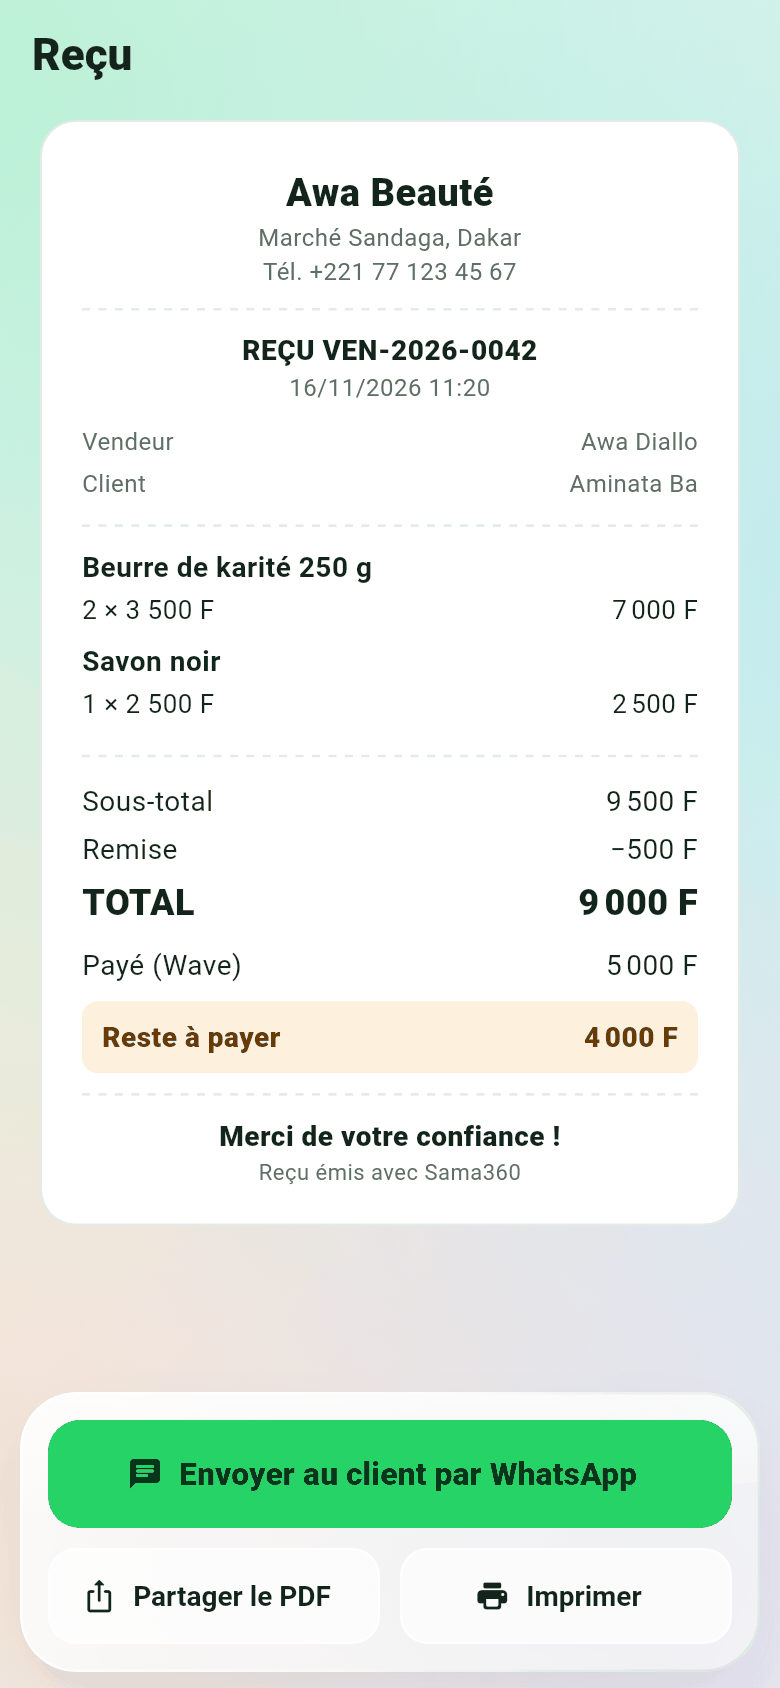 Reçu
Awa Beauté
Marché Sandaga, Dakar
Tél. +221 77 123 45 67
REÇU VEN-2026-0042
16/11/2026 11:20
Vendeur Awa Diallo
Client Aminata Ba
Beurre de karité 250 g
2 × 3 500 F 7 000 F
Savon noir
1 × 2 500 F 2 500 F
Sous-total 9 500 F
Remise −500 F
TOTAL 9 000 F
Payé (Wave) 5 000 F
Reste à payer 4 000 F
Merci de votre confiance !
Reçu émis avec Sama360
Envoyer au client par WhatsApp
Partager le PDF Imprimer